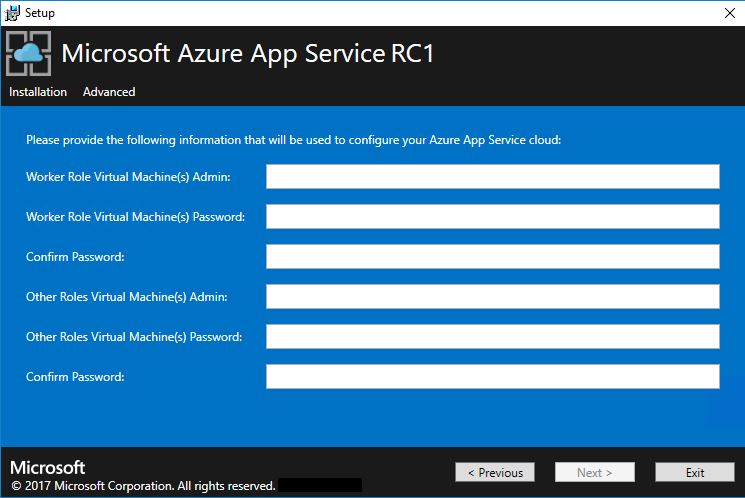 Setup
Microsoft Azure App Service RC1
Installation Advanced
Please provide the following information that will be used to configure your Azure App Service cloud:
Worker Role Virtual Machine(s) Admin:
Worker Role Virtual Machine(s) Password:
Confirm Password:
Other Roles Virtual Machine(s) Admin:
Other Roles Virtual Machine(s) Password:
Confirm Password:
Microsoft
© 2017 Microsoft Corporation. All rights reserved.
< Previous Next > Exit